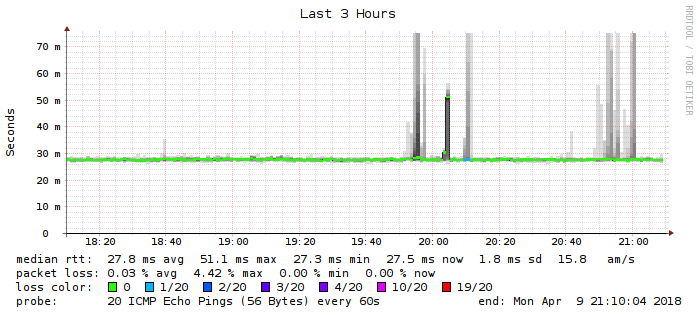 Last 3 Hours
RRDTOOL / TOBI OETIKER
Seconds
70 m
60 m
50 m
40 m
30 m
20 m
10 m
0
18:20 18:40 19:00 19:20 19:40 20:00 20:20 20:40 21:00
median rtt: 27.8 ms avg 51.1 ms max 27.3 ms min 27.5 ms now 1.8 ms sd 15.8 am/s
packet loss: 0.03 % avg 4.42 % max 0.00 % min 0.00 % now
loss color: 0 1/20 2/20 3/20 4/20 10/20 19/20
probe: 20 ICMP Echo Pings (56 Bytes) every 60s end: Mon Apr 9 21:10:04 2018